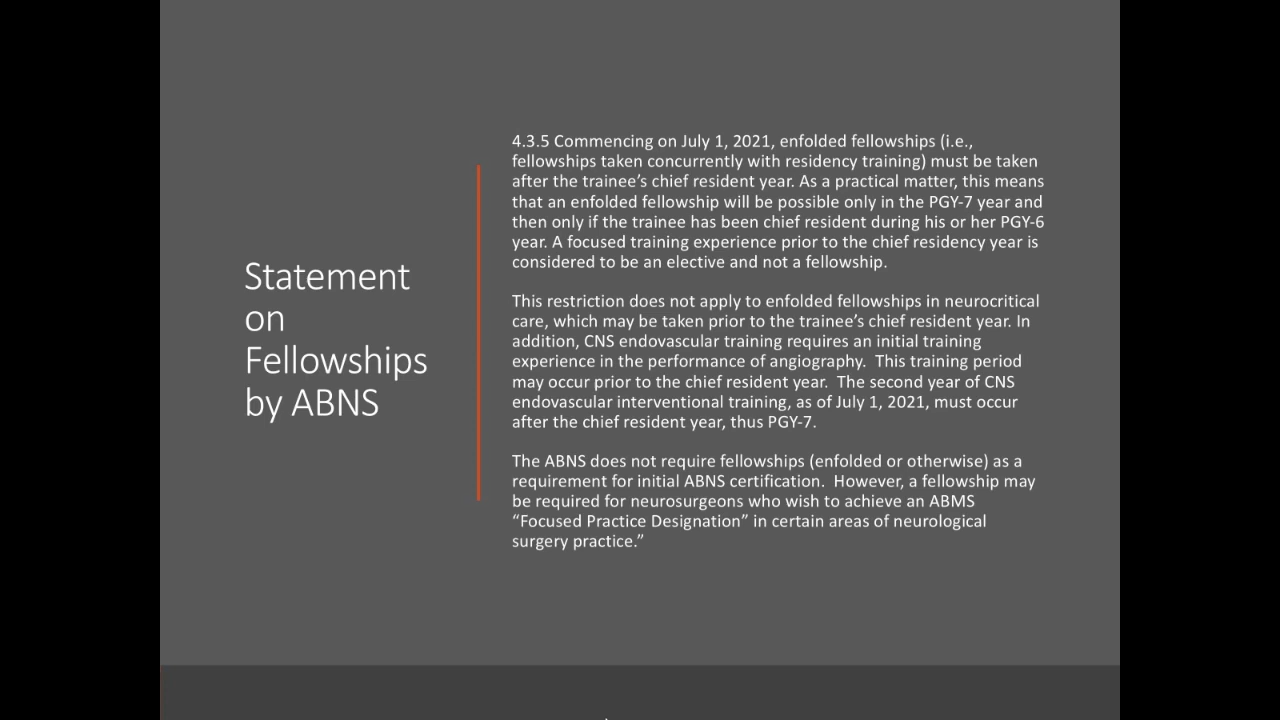 Statement
on
Fellowships
by ABNS
4.3.5 Commencing on July 1, 2021, enfolded fellowships (i.e.,
fellowships taken concurrently with residency training) must be taken
after the trainee’s chief resident year. As a practical matter, this means
that an enfolded fellowship will be possible only in the PGY-7 year and
then only if the trainee has been chief resident during his or her PGY-6
year. A focused training experience prior to the chief residency year is
considered to be an elective and not a fellowship.
This restriction does not apply to enfolded fellowships in neurocritical
care, which may be taken prior to the trainee’s chief resident year. In
addition, CNS endovascular training requires an initial training
experience in the performance of angiography.  This training period
may occur prior to the chief resident year.  The second year of CNS
endovascular interventional training, as of July 1, 2021, must occur
after the chief resident year, thus PGY-7.
The ABNS does not require fellowships (enfolded or otherwise) as a
requirement for initial ABNS certification.  However, a fellowship may
be required for neurosurgeons who wish to achieve an ABMS
“Focused Practice Designation” in certain areas of neurological
surgery practice.”